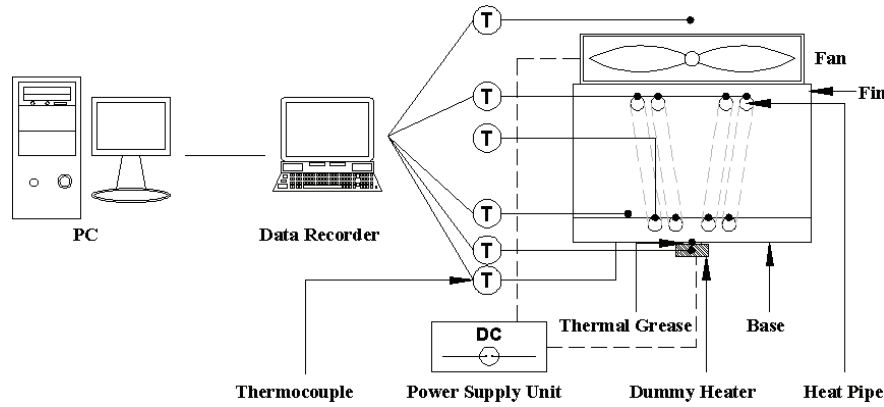 T
Fan
T
Fin
T
T
T
T
PC
Data Recorder
DC
Thermal Grease
Base
Thermocouple
Power Supply Unit
Dummy Heater
Heat Pipe